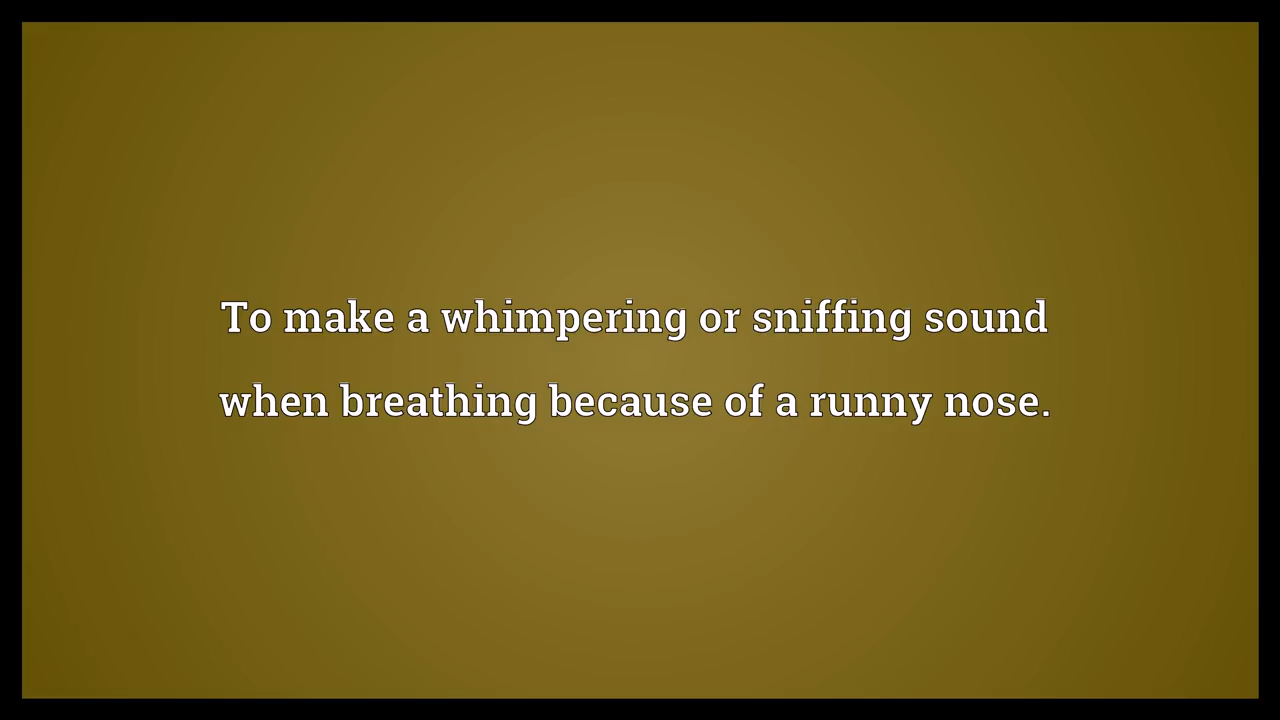 To make a whimpering or sniffing sound
when breathing because of a runny nose.